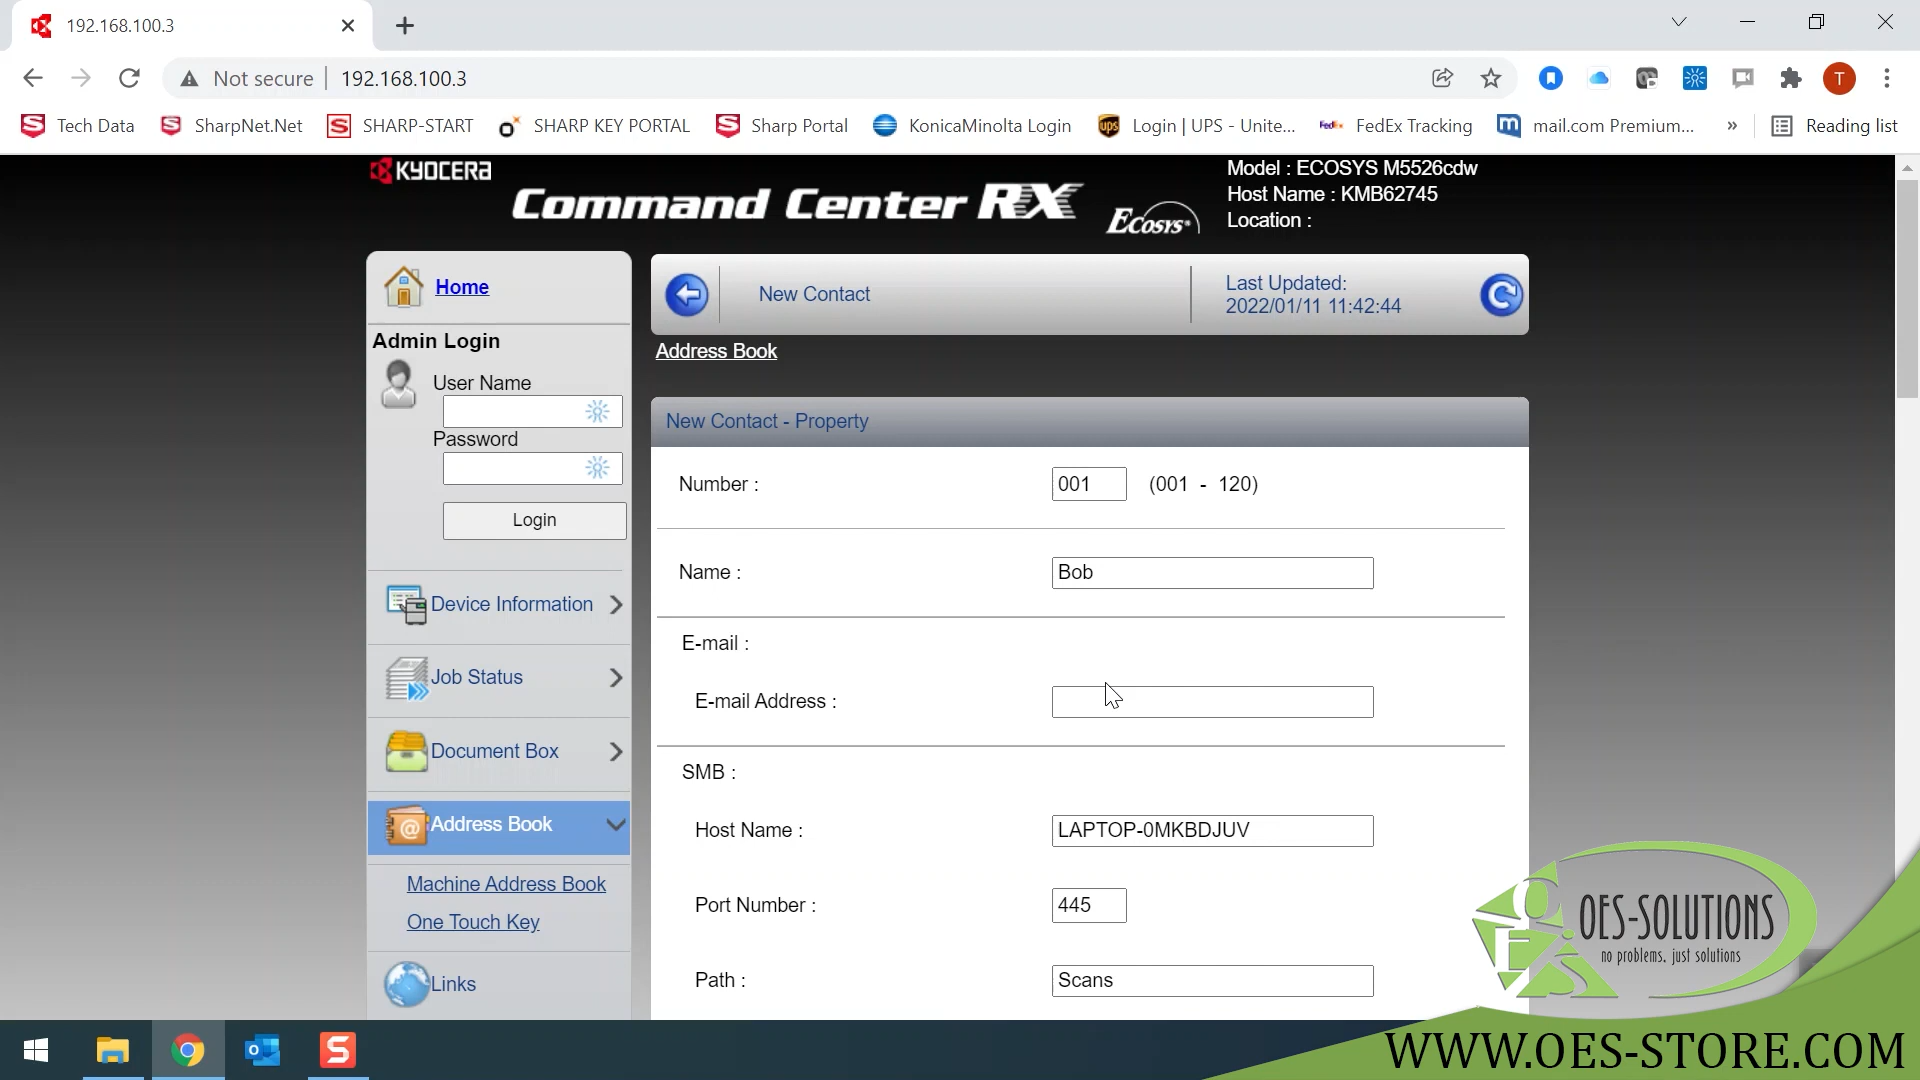 192.168.100.3
Not secure | 192.168.100.3
T
Tech Data
SharpNet.Net
SHARP-START
SHARP KEY PORTAL
Sharp Portal
KonicaMinolta Login
Login | UPS - Unite...
FedEx Tracking
mail.com Premium...
»
Reading list
KYOCERA
Command Center RX
Ecosys
Model : ECOSYS M5526cdw
Host Name : KMB62745
Location :
Home
Admin Login
User Name
Password
Login
Device Information
Job Status
Document Box
Address Book
Machine Address Book
One Touch Key
Links
New Contact
Last Updated:
2022/01/11 11:42:44
Address Book
New Contact - Property
Number :
001
(001 - 120)
Name :
Bob
E-mail :
E-mail Address :
SMB :
Host Name :
LAPTOP-0MKBDJUV
Port Number :
445
Path :
Scans
OES
OES-SOLUTIONS
no problems, just solutions
WWW.OES-STORE.COM